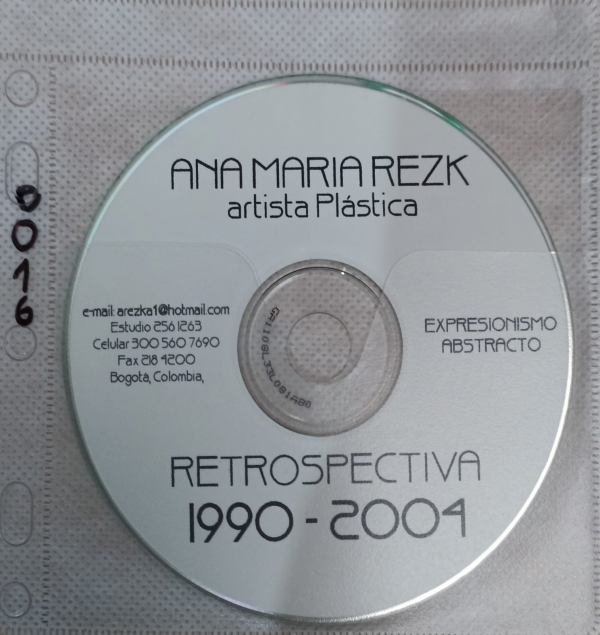 ANA MARIA REZK
artista Plástica
e-mail: arezka1@hotmail.com
Estudio 256 1263
Celular 300 560 7690
Fax 218 4200
Bogotá, Colombia,
EXPRESIONISMO
ABSTRACTO
RETROSPECTIVA
1990 - 2004
0016